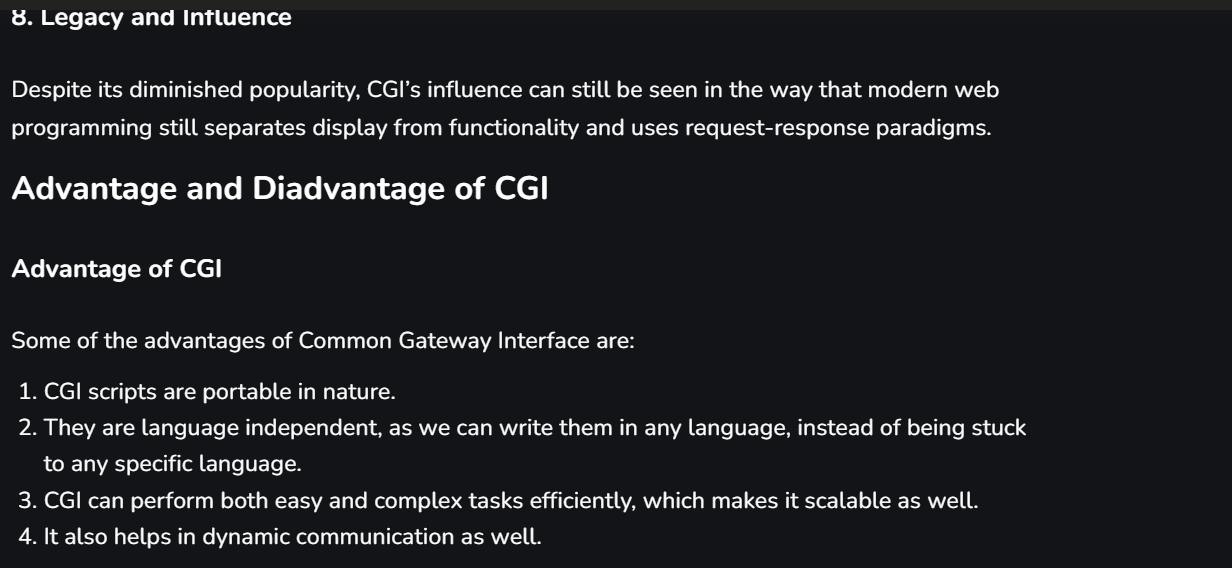 8. Legacy and Influence
Despite its diminished popularity, CGI’s influence can still be seen in the way that modern web
programming still separates display from functionality and uses request-response paradigms.
Advantage and Diadvantage of CGI
Advantage of CGI
Some of the advantages of Common Gateway Interface are:
1. CGI scripts are portable in nature.
2. They are language independent, as we can write them in any language, instead of being stuck
to any specific language.
3. CGI can perform both easy and complex tasks efficiently, which makes it scalable as well.
4. It also helps in dynamic communication as well.